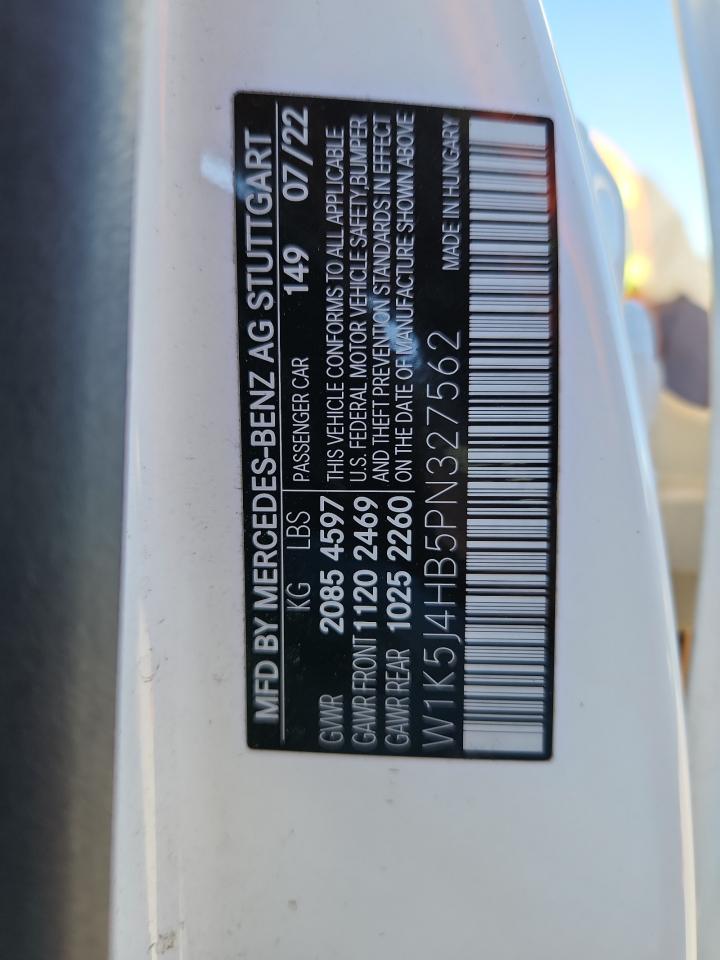 MFD BY MERCEDES-BENZ AG STUTTGART
KG LBS PASSENGER CAR 149 07/22
GWR 2085 4597 THIS VEHICLE CONFORMS TO ALL APPLICABLE
GAWR FRONT 1120 2469 U.S. FEDERAL MOTOR VEHICLE SAFETY,BUMPER
GAWR REAR 1025 2260 AND THEFT PREVENTION STANDARDS IN EFFECT
ON THE DATE OF MANUFACTURE SHOWN ABOVE
W1K5J4HB5PN327562 MADE IN HUNGARY